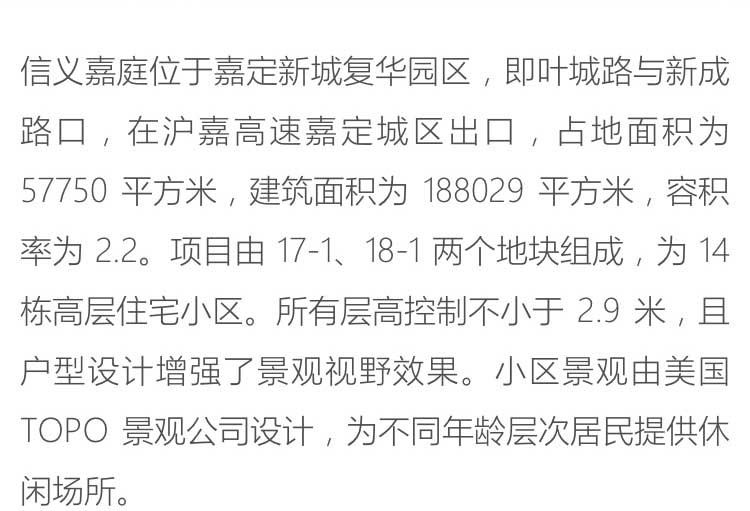 信义嘉庭位于嘉定新城复华园区，即叶城路与新成
路口，在沪嘉高速嘉定城区出口，占地面积为
57750 平方米，建筑面积为 188029 平方米，容积
率为 2.2。项目由 17-1、18-1 两个地块组成，为 14
栋高层住宅小区。所有层高控制不小于 2.9 米，且
户型设计增强了景观视野效果。小区景观由美国
TOPO 景观公司设计，为不同年龄层次居民提供休
闲场所。